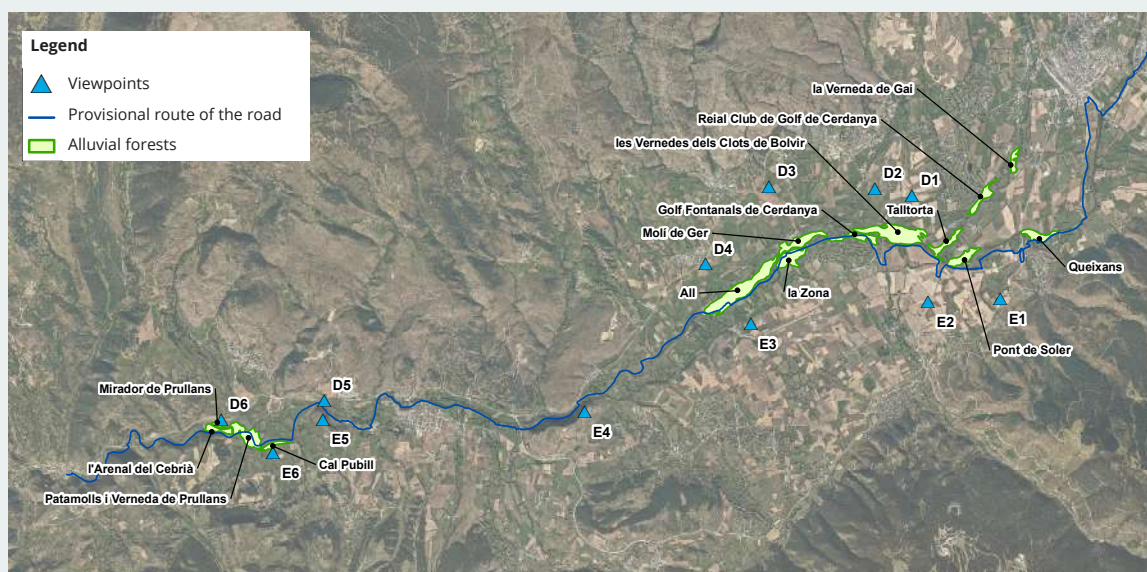 Legend
Viewpoints
Provisional route of the road
Alluvial forests
la Verneda de Gai
Reial Club de Golf de Cerdanya
les Vernedes dels Clots de Bolvir
D3
D2
D1
Golf Fontanals de Cerdanya
Talltorta
Molí de Ger
D4
Queixans
All
la Zona
E2
E1
E3
Pont de Soler
Mirador de Prullans
D6
D5
E5
E4
l'Arenal del Cebrià
E6
Cal Pubill
Patamolls i Verneda de Prullans